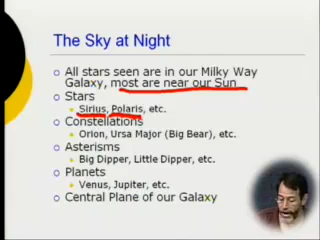 The Sky at Night
All stars seen are in our Milky Way
Galaxy, most are near our Sun
Stars
Sirius, Polaris, etc.
Constellations
Orion, Ursa Major (Big Bear), etc.
Asterisms
Big Dipper, Little Dipper, etc.
Planets
Venus, Jupiter, etc.
Central Plane of our Galaxy